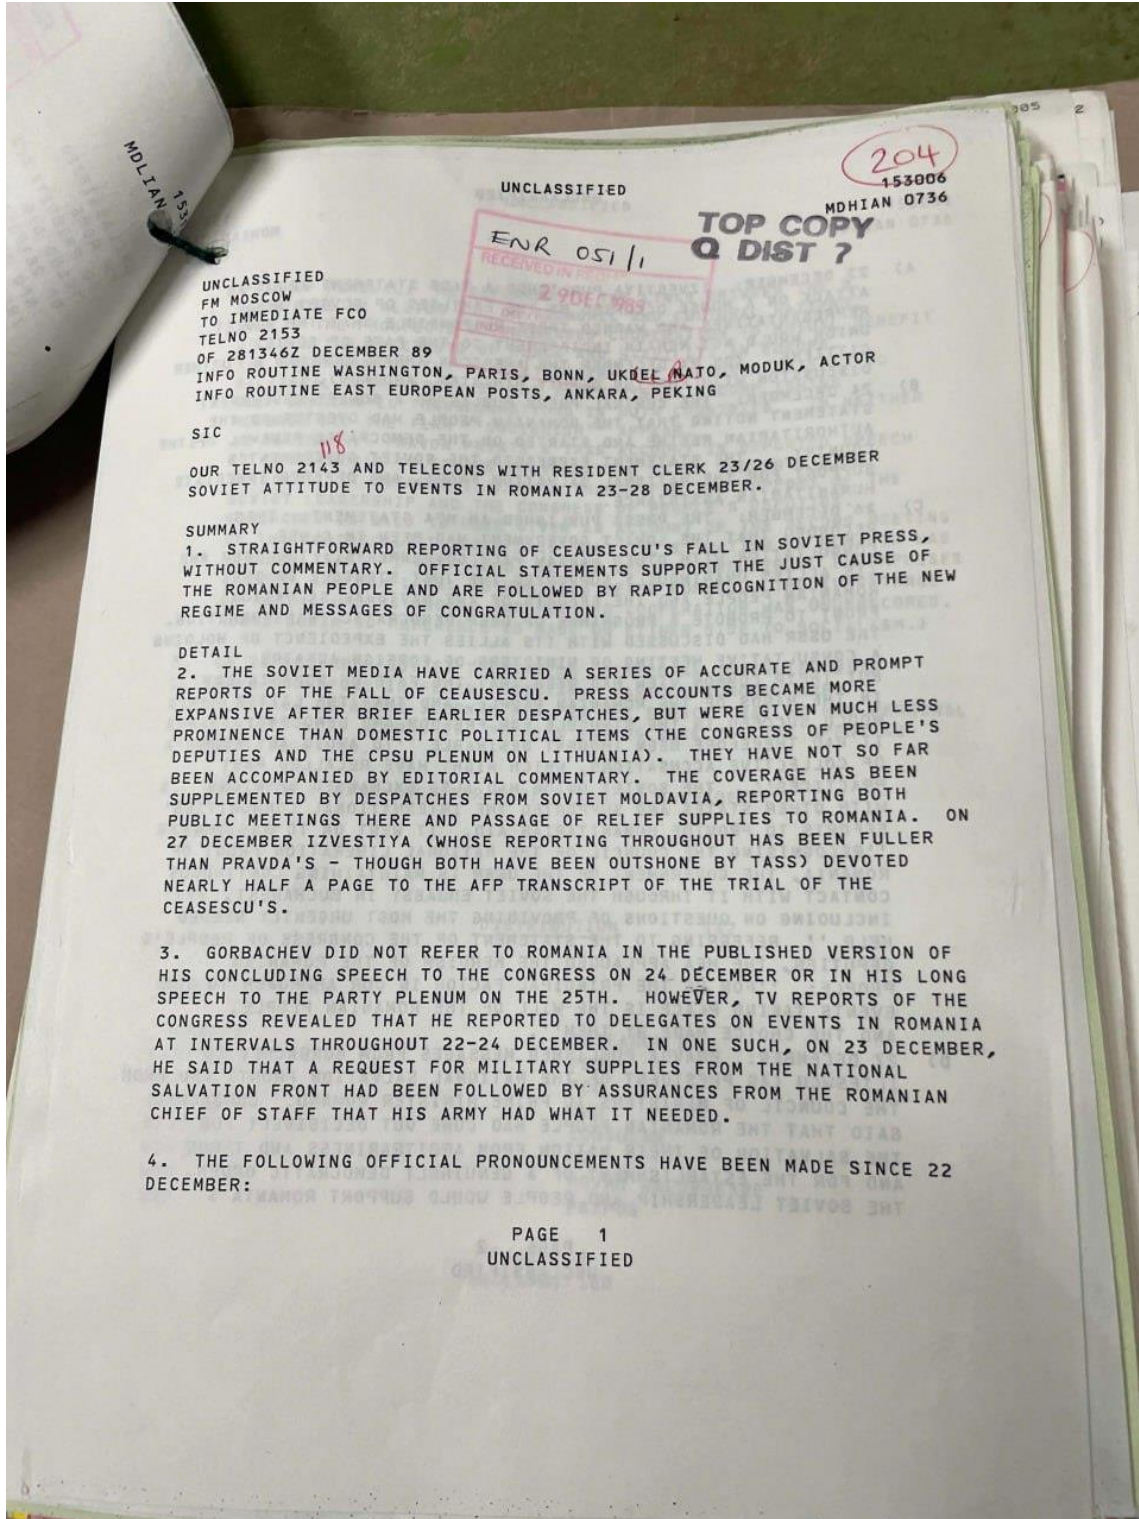 005 2
MDLIAN
153
204
UNCLASSIFIED
153006
MDHIAN 0736
TOP COPY
Q DIST ?
ENR 051/1
RECEIVED IN
29 DEC 1989
UNCLASSIFIED
FM MOSCOW
TO IMMEDIATE FCO
TELNO 2153
OF 281346Z DECEMBER 89
INFO ROUTINE WASHINGTON, PARIS, BONN, UKDEL NATO, MODUK, ACTOR
INFO ROUTINE EAST EUROPEAN POSTS, ANKARA, PEKING
SIC
118
OUR TELNO 2143 AND TELECONS WITH RESIDENT CLERK 23/26 DECEMBER
SOVIET ATTITUDE TO EVENTS IN ROMANIA 23-28 DECEMBER.
SUMMARY
1. STRAIGHTFORWARD REPORTING OF CEAUSESCU'S FALL IN SOVIET PRESS,
WITHOUT COMMENTARY. OFFICIAL STATEMENTS SUPPORT THE JUST CAUSE OF
THE ROMANIAN PEOPLE AND ARE FOLLOWED BY RAPID RECOGNITION OF THE NEW
REGIME AND MESSAGES OF CONGRATULATION.
DETAIL
2. THE SOVIET MEDIA HAVE CARRIED A SERIES OF ACCURATE AND PROMPT
REPORTS OF THE FALL OF CEAUSESCU. PRESS ACCOUNTS BECAME MORE
EXPANSIVE AFTER BRIEF EARLIER DESPATCHES, BUT WERE GIVEN MUCH LESS
PROMINENCE THAN DOMESTIC POLITICAL ITEMS (THE CONGRESS OF PEOPLE'S
DEPUTIES AND THE CPSU PLENUM ON LITHUANIA). THEY HAVE NOT SO FAR
BEEN ACCOMPANIED BY EDITORIAL COMMENTARY. THE COVERAGE HAS BEEN
SUPPLEMENTED BY DESPATCHES FROM SOVIET MOLDAVIA, REPORTING BOTH
PUBLIC MEETINGS THERE AND PASSAGE OF RELIEF SUPPLIES TO ROMANIA. ON
27 DECEMBER IZVESTIYA (WHOSE REPORTING THROUGHOUT HAS BEEN FULLER
THAN PRAVDA'S - THOUGH BOTH HAVE BEEN OUTSHONE BY TASS) DEVOTED
NEARLY HALF A PAGE TO THE AFP TRANSCRIPT OF THE TRIAL OF THE
CEASESCU'S.
3. GORBACHEV DID NOT REFER TO ROMANIA IN THE PUBLISHED VERSION OF
HIS CONCLUDING SPEECH TO THE CONGRESS ON 24 DECEMBER OR IN HIS LONG
SPEECH TO THE PARTY PLENUM ON THE 25TH. HOWEVER, TV REPORTS OF THE
CONGRESS REVEALED THAT HE REPORTED TO DELEGATES ON EVENTS IN ROMANIA
AT INTERVALS THROUGHOUT 22-24 DECEMBER. IN ONE SUCH, ON 23 DECEMBER,
HE SAID THAT A REQUEST FOR MILITARY SUPPLIES FROM THE NATIONAL
SALVATION FRONT HAD BEEN FOLLOWED BY ASSURANCES FROM THE ROMANIAN
CHIEF OF STAFF THAT HIS ARMY HAD WHAT IT NEEDED.
4. THE FOLLOWING OFFICIAL PRONOUNCEMENTS HAVE BEEN MADE SINCE 22
DECEMBER:
PAGE 1
UNCLASSIFIED